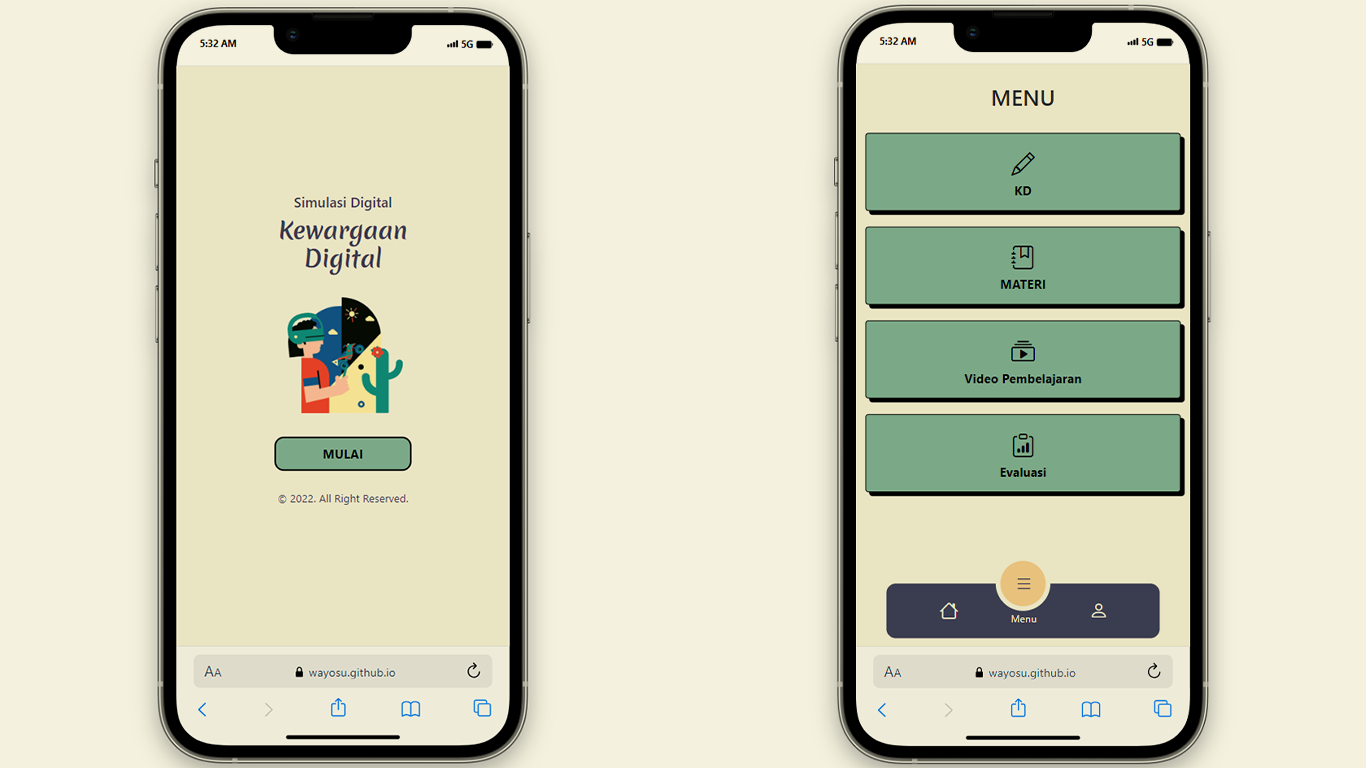 5:32 AM
5G
Simulasi Digital
Kewargaan
Digital
MULAI
© 2022. All Right Reserved.
AA
wayosu.github.io
5:32 AM
5G
MENU
KD
MATERI
Video Pembelajaran
Evaluasi
Menu
AA
wayosu.github.io